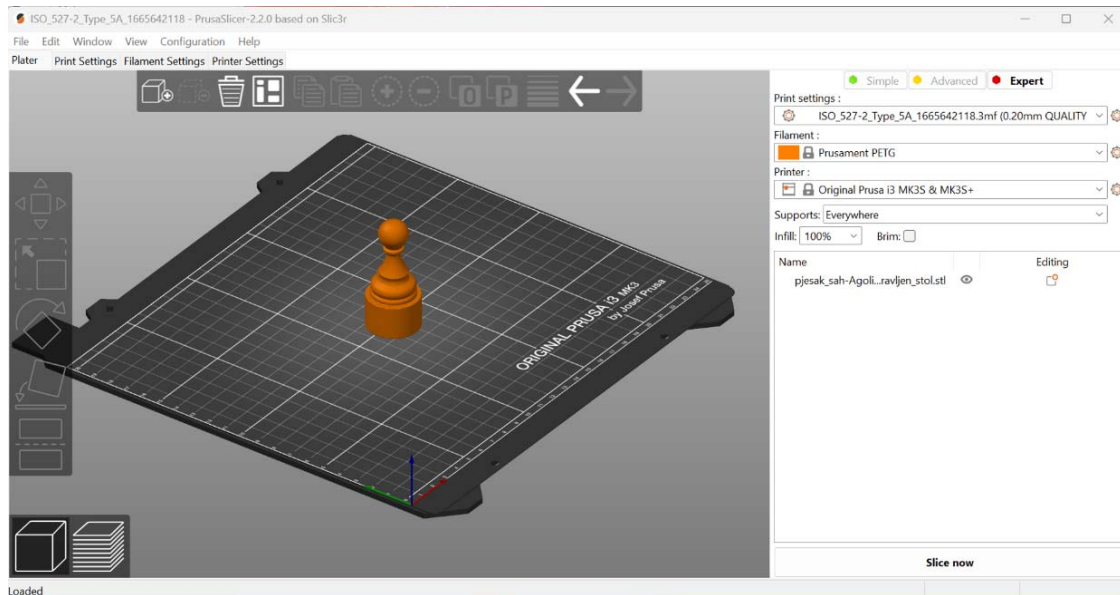 ISO_527-2_Type_5A_1665642118 - PrusaSlicer-2.2.0 based on Slic3r
File Edit Window View Configuration Help
Plater Print Settings Filament Settings Printer Settings
Simple Advanced Expert
Print settings :
ISO_527-2_Type_5A_1665642118.3mf (0.20mm QUALITY
Filament :
Prusament PETG
Printer :
Original Prusa i3 MK3S & MK3S+
Supports: Everywhere
Infill: 100% Brim:
Name Editing
pjesak_sah-Agoli...ravljen_stol.stl
ORIGINAL PRUSA i3 MK3
by Josef Prusa
Slice now
Loaded